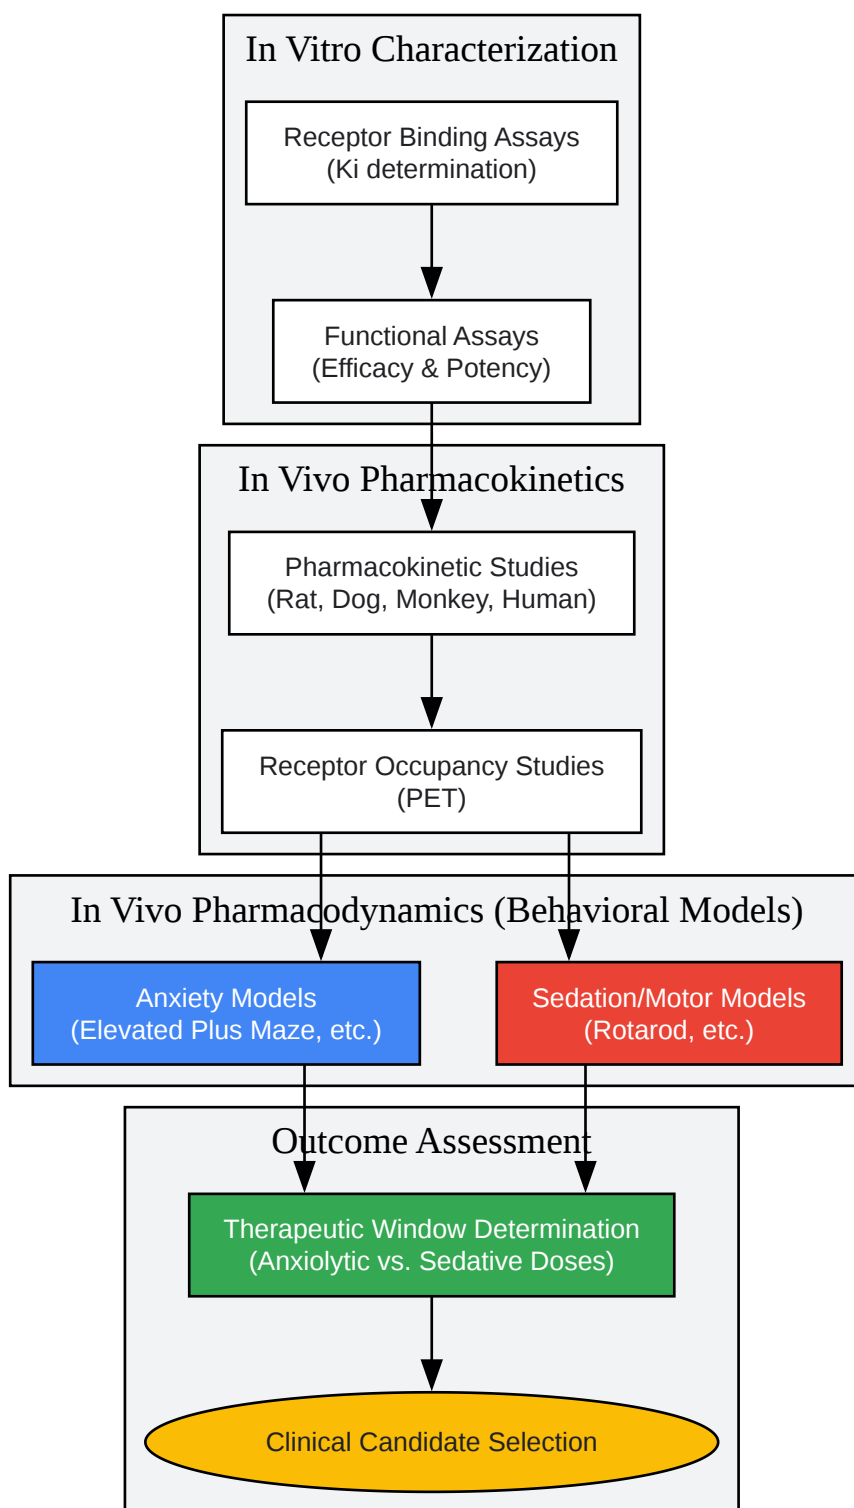 In Vitro Characterization
Receptor Binding Assays
(Ki determination)
Functional Assays
(Efficacy & Potency)
In Vivo Pharmacokinetics
Pharmacokinetic Studies
(Rat, Dog, Monkey, Human)
Receptor Occupancy Studies
(PET)
In Vivo Pharmacodynamics (Behavioral Models)
Anxiety Models
(Elevated Plus Maze, etc.)
Sedation/Motor Models
(Rotarod, etc.)
Outcome Assessment
Therapeutic Window Determination
(Anxiolytic vs. Sedative Doses)
Clinical Candidate Selection